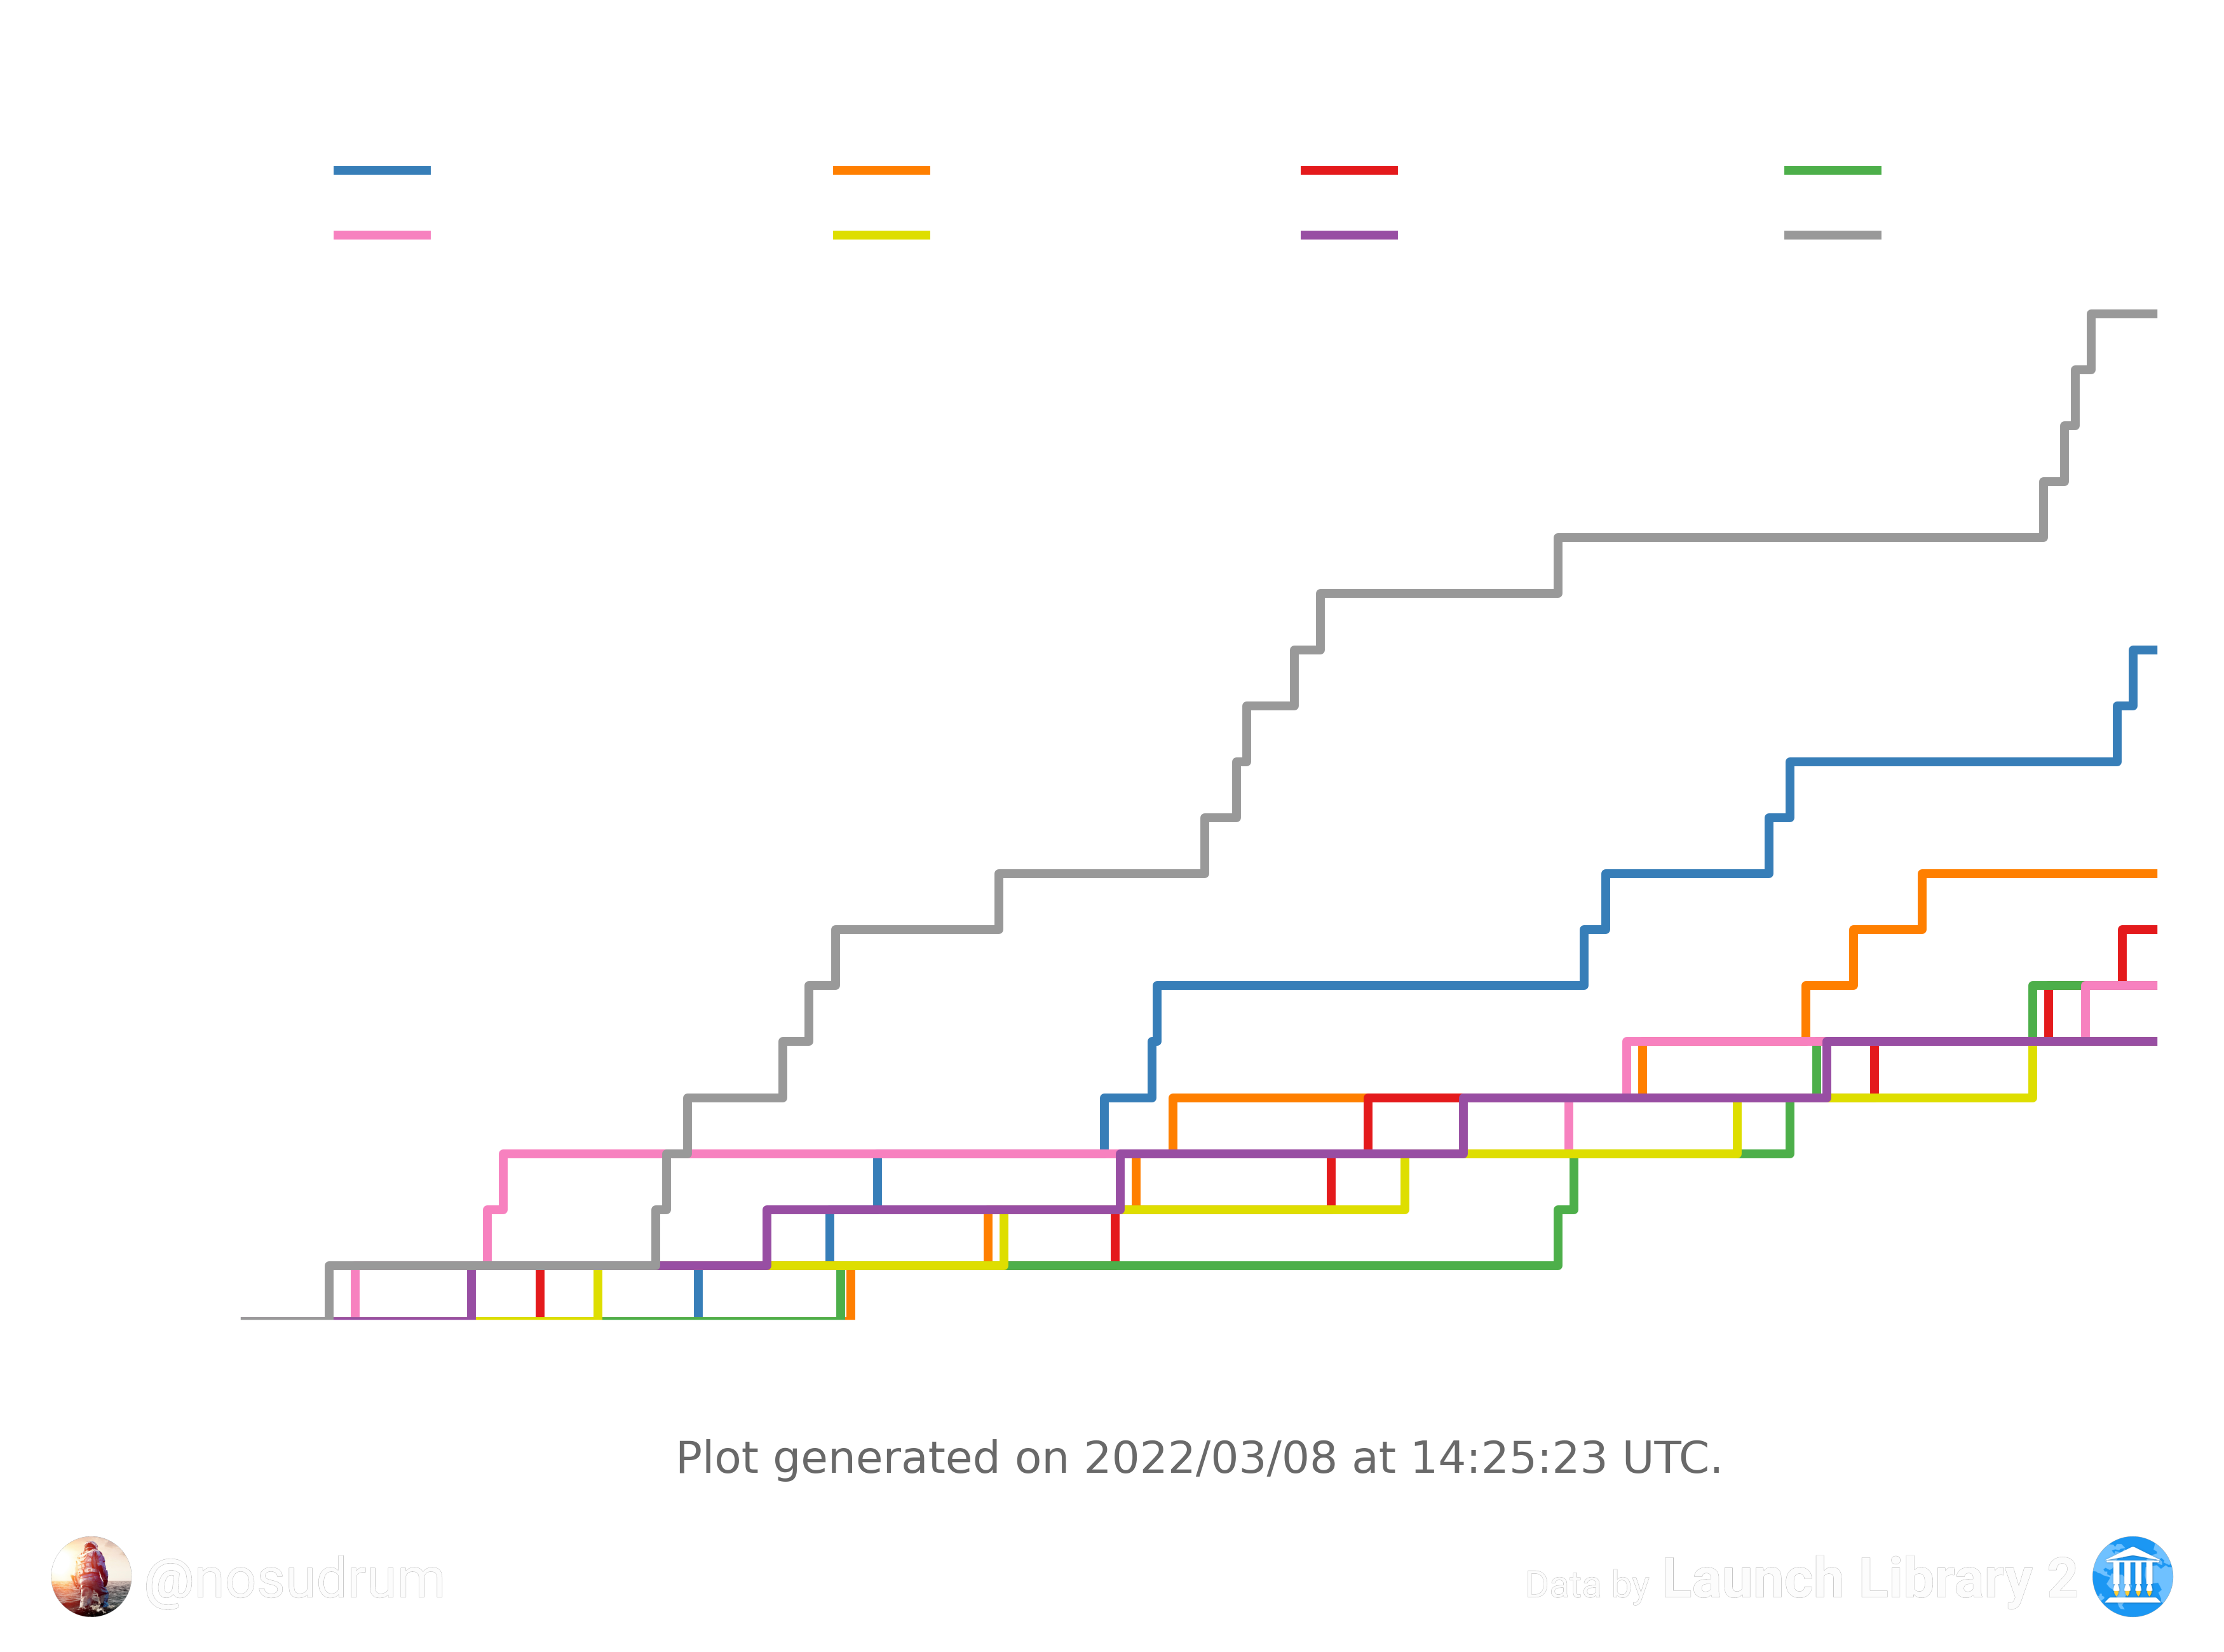 Plot generated on 2022/03/08 at 14:25:23 UTC.
@nosudrum
Data by Launch Library 2